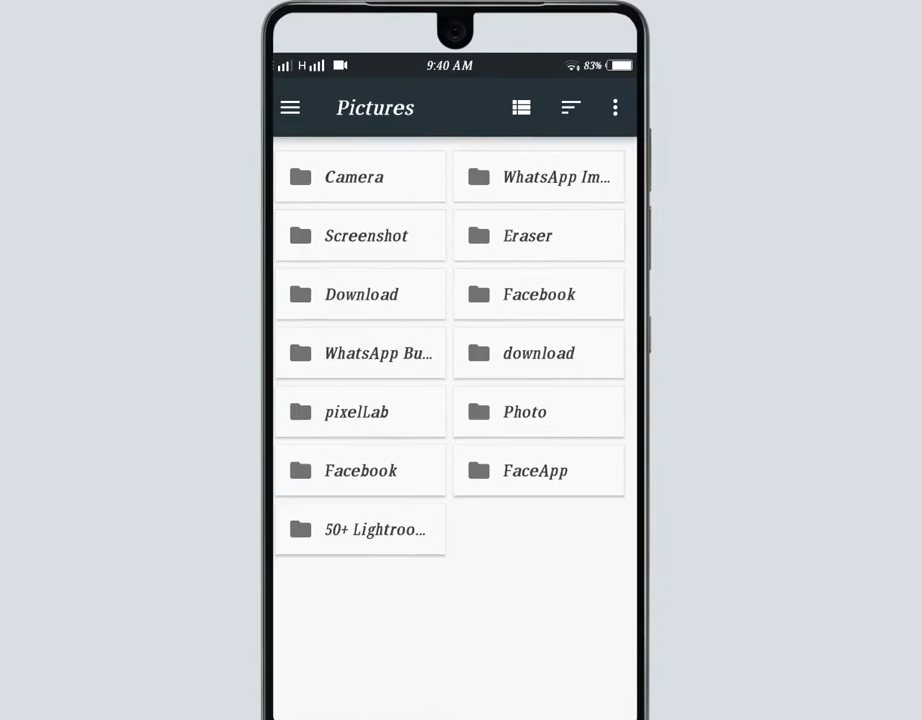 H 9:40 AM 83%
Pictures
Camera WhatsApp Im...
Screenshot Eraser
Download Facebook
WhatsApp Bu... download
pixelLab Photo
Facebook FaceApp
50+ Lightroo...